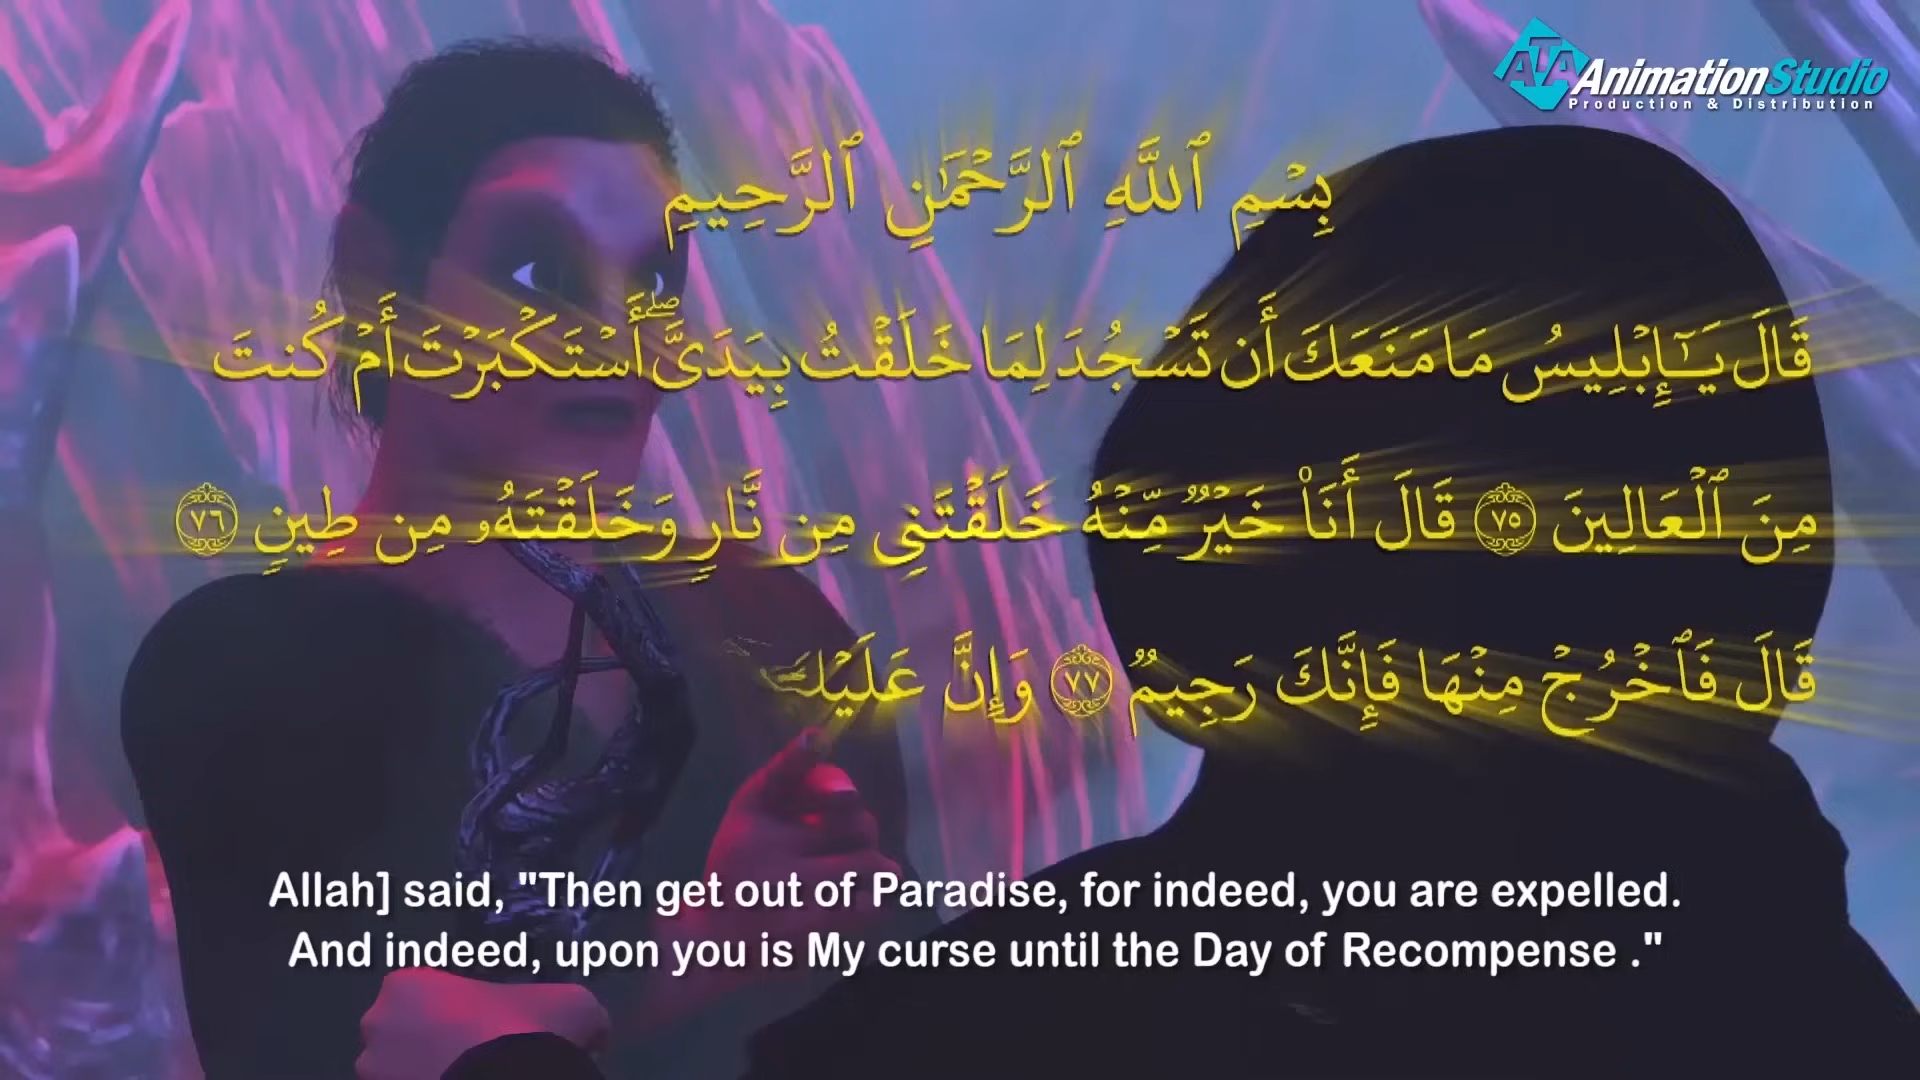 ATA AnimationStudio
Production & Distribution
بِسْمِ ٱللَّهِ ٱلرَّحْمَٰنِ ٱلرَّحِيمِ
قَالَ يَـٰٓإِبْلِيسُ مَا مَنَعَكَ أَن تَسْجُدَ لِمَا خَلَقْتُ بِيَدَىَّ ۖ أَسْتَكْبَرْتَ أَمْ كُنتَ
مِنَ ٱلْعَالِينَ ٧٥ قَالَ أَنَا۠ خَيْرٌ مِّنْهُ خَلَقْتَنِى مِن نَّارٍ وَخَلَقْتَهُۥ مِن طِينٍ ٧٦
قَالَ فَٱخْرُجْ مِنْهَا فَإِنَّكَ رَجِيمٌ ٧٧ وَإِنَّ عَلَيْكَ
Allah] said, "Then get out of Paradise, for indeed, you are expelled.
And indeed, upon you is My curse until the Day of Recompense ."